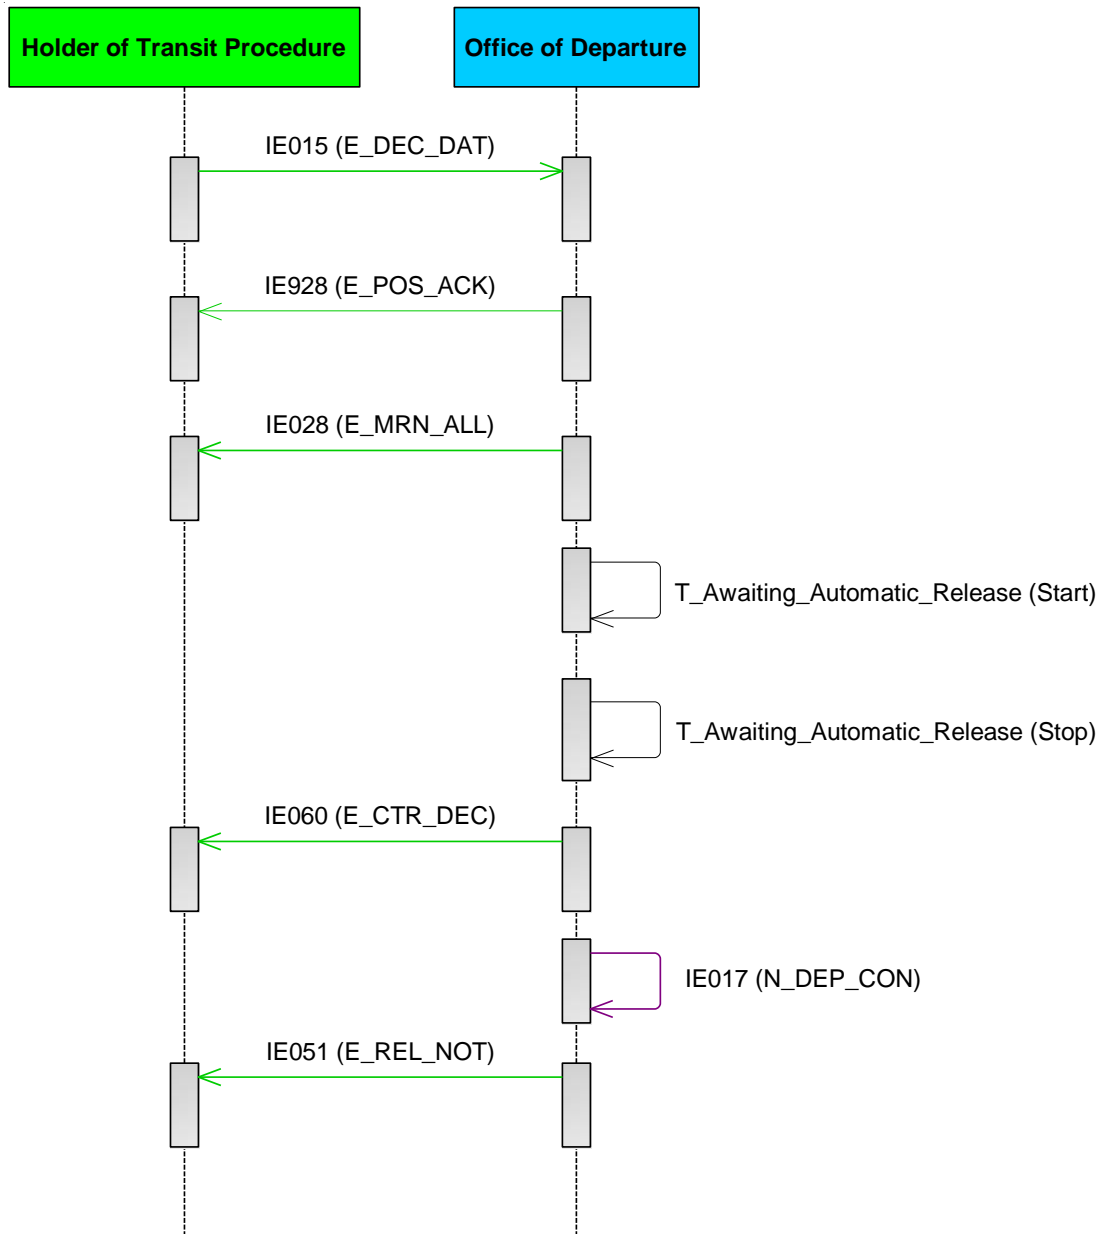 Holder of Transit Procedure
Office of Departure
IE015 (E_DEC_DAT)
IE928 (E_POS_ACK)
IE028 (E_MRN_ALL)
T_Awaiting_Automatic_Release (Start)
T_Awaiting_Automatic_Release (Stop)
IE060 (E_CTR_DEC)
IE017 (N_DEP_CON)
IE051 (E_REL_NOT)